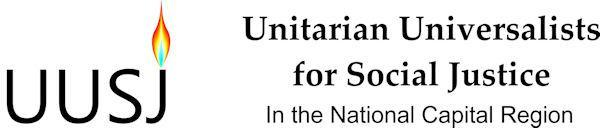 UUSJ
Unitarian Universalists
for Social Justice
In the National Capital Region